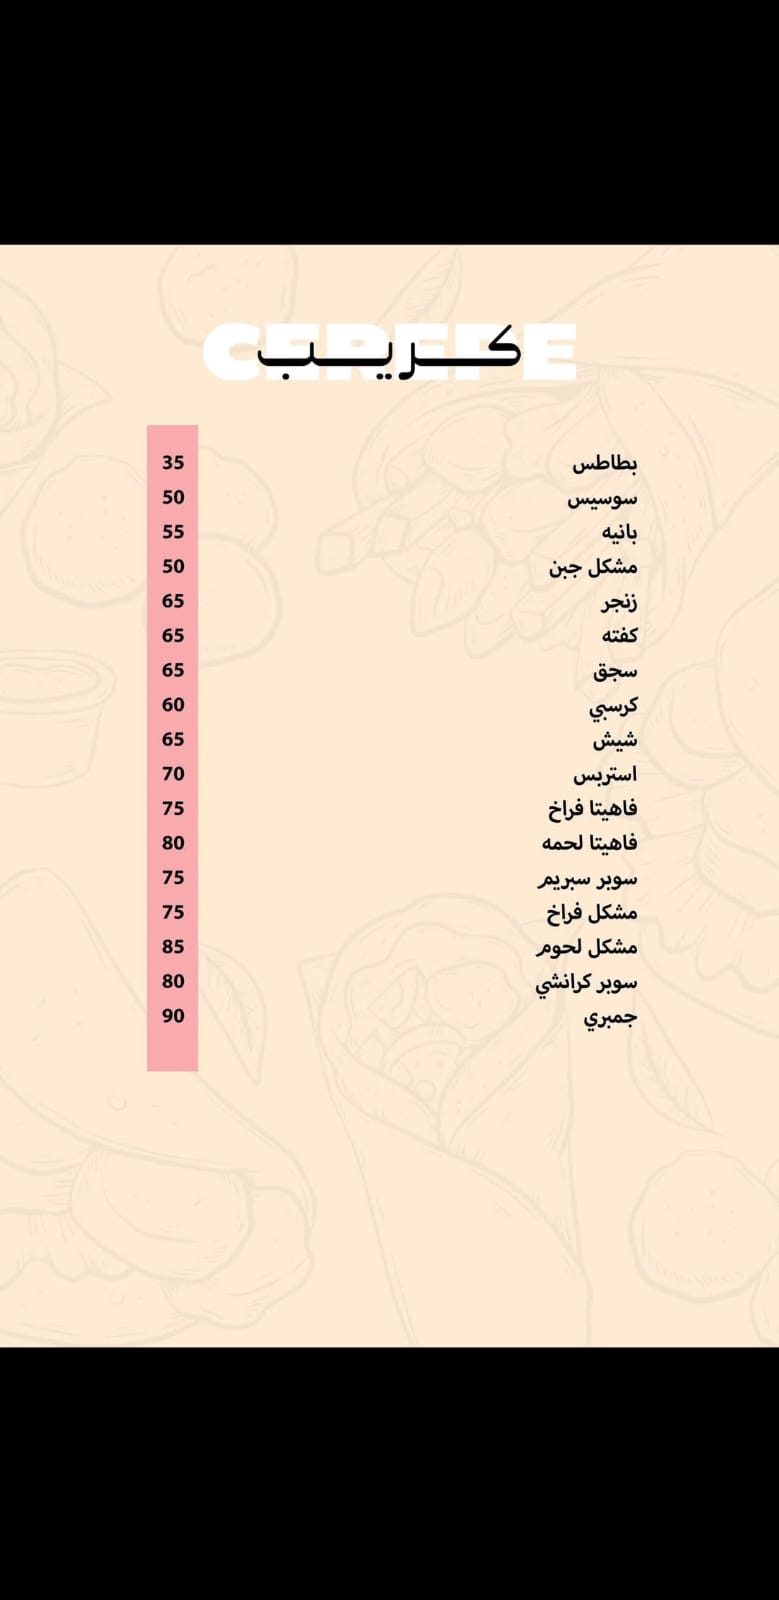 CEREPE
كريب
بطاطس 35
سوسيس 50
بانيه 55
مشكل جبن 50
زنجر 65
كفته 65
سجق 65
كرسبي 60
شيش 65
استربس 70
فاهيتا فراخ 75
فاهيتا لحمه 80
سوبر سبريم 75
مشكل فراخ 75
مشكل لحوم 85
سوبر كرانشي 80
جمبري 90